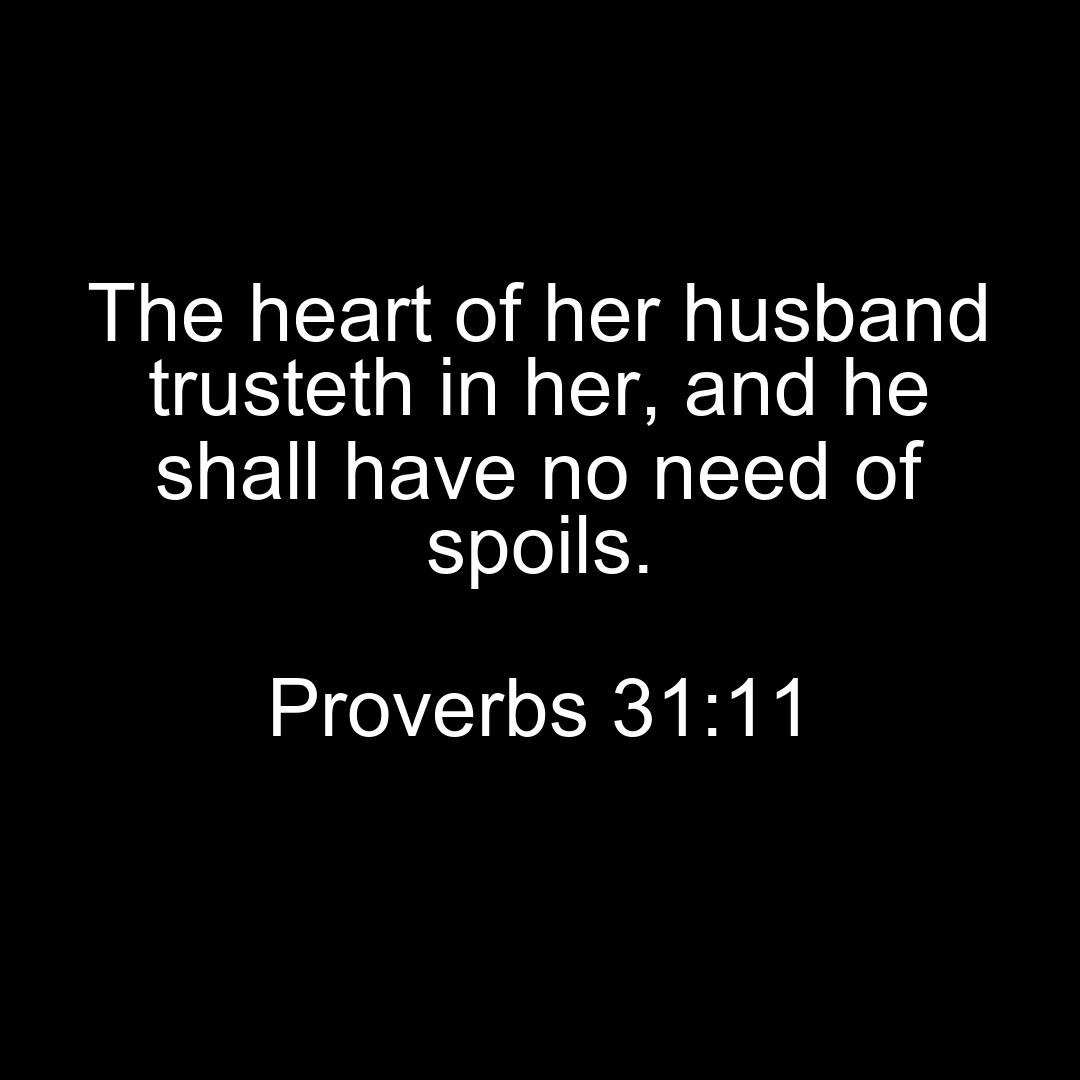 The heart of her husband
trusteth in her, and he
shall have no need of
spoils.
Proverbs 31:11